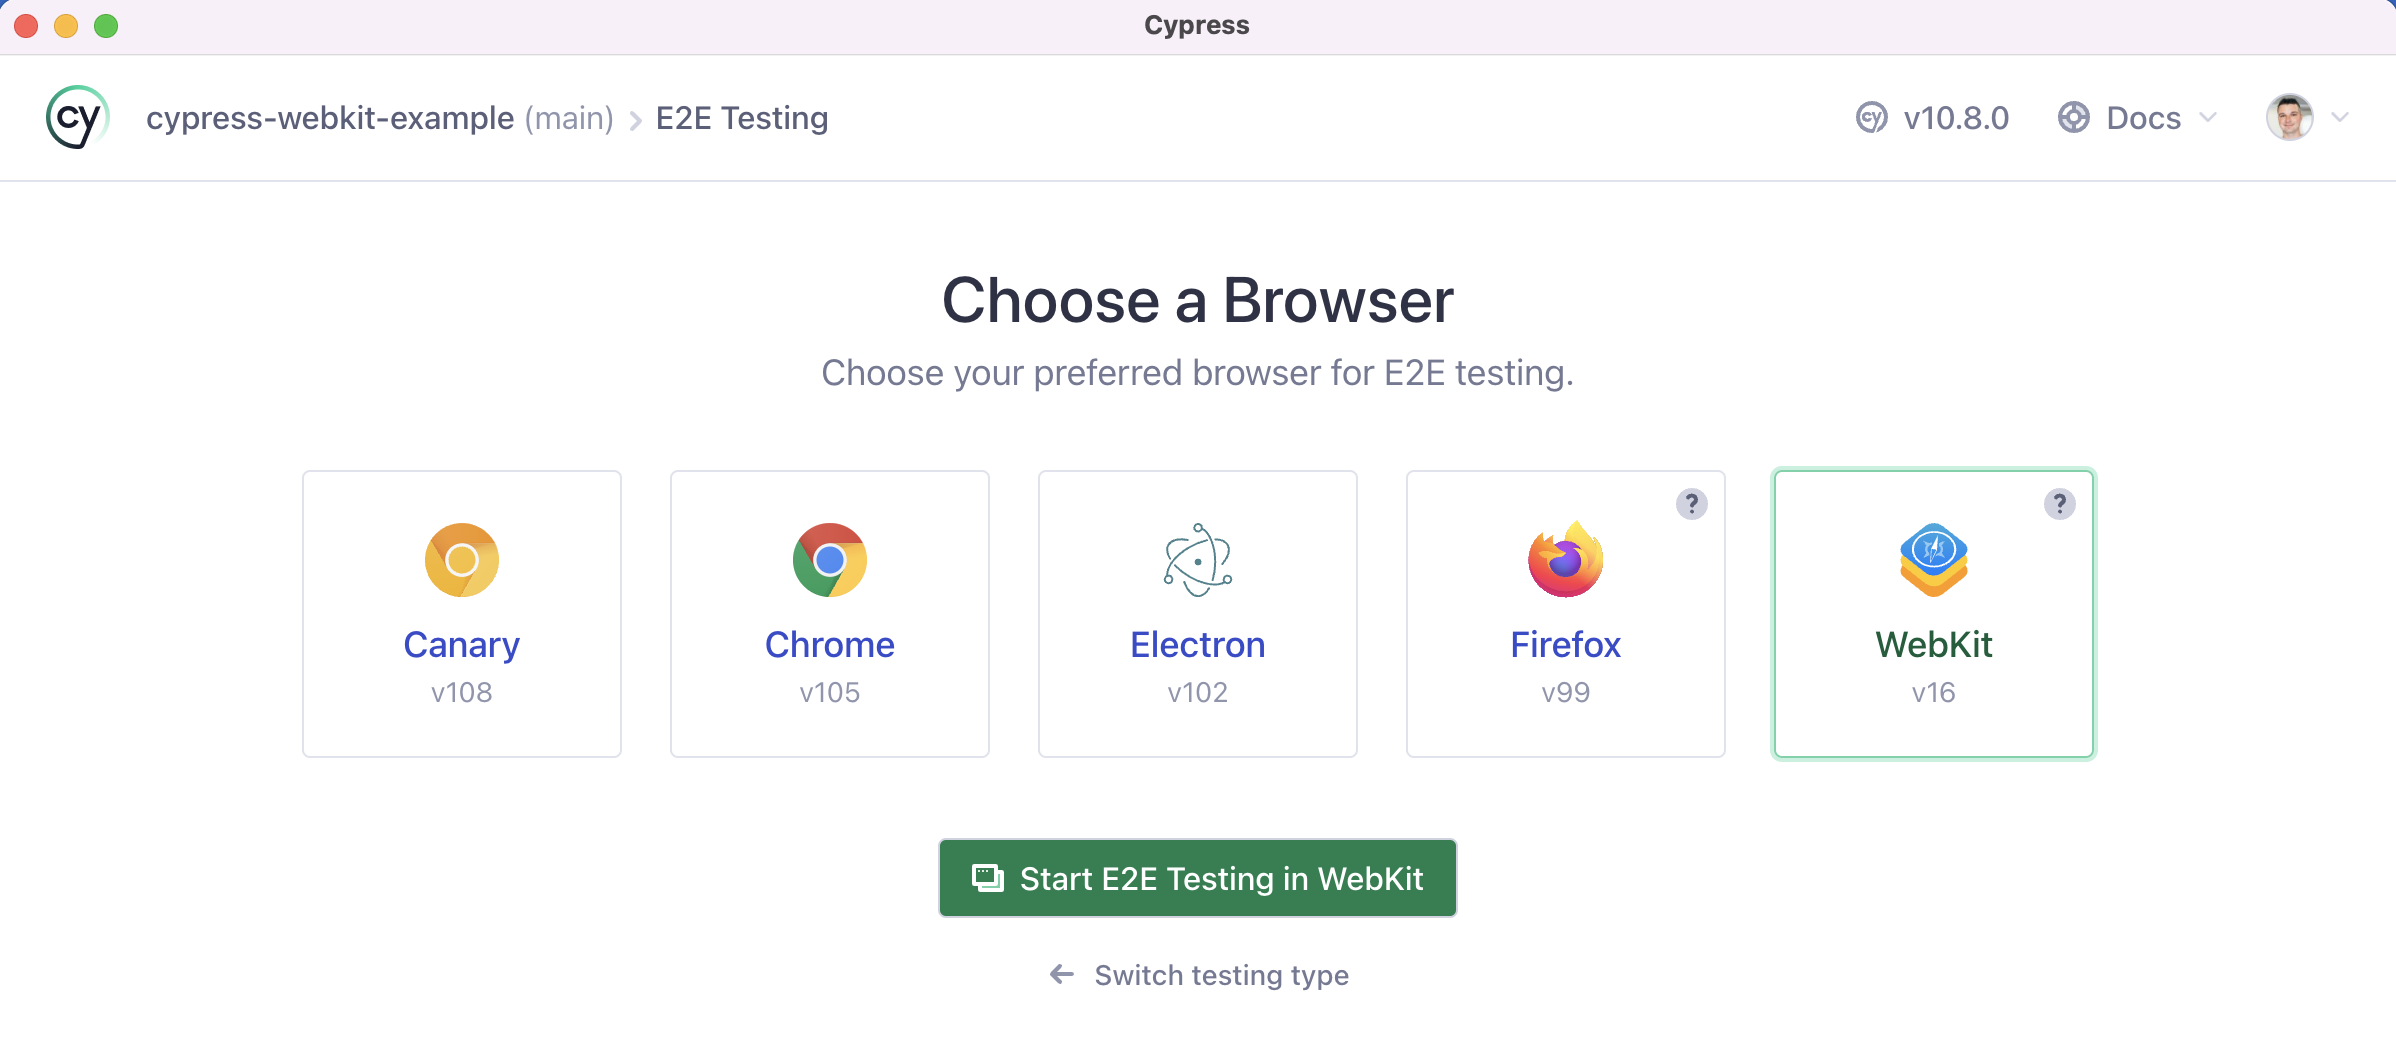 Cypress
cy cypress-webkit-example (main) E2E Testing cy v10.8.0 Docs
Choose a Browser
Choose your preferred browser for E2E testing.
? ?
Canary Chrome Electron Firefox WebKit
v108 v105 v102 v99 v16
Start E2E Testing in WebKit
Switch testing type